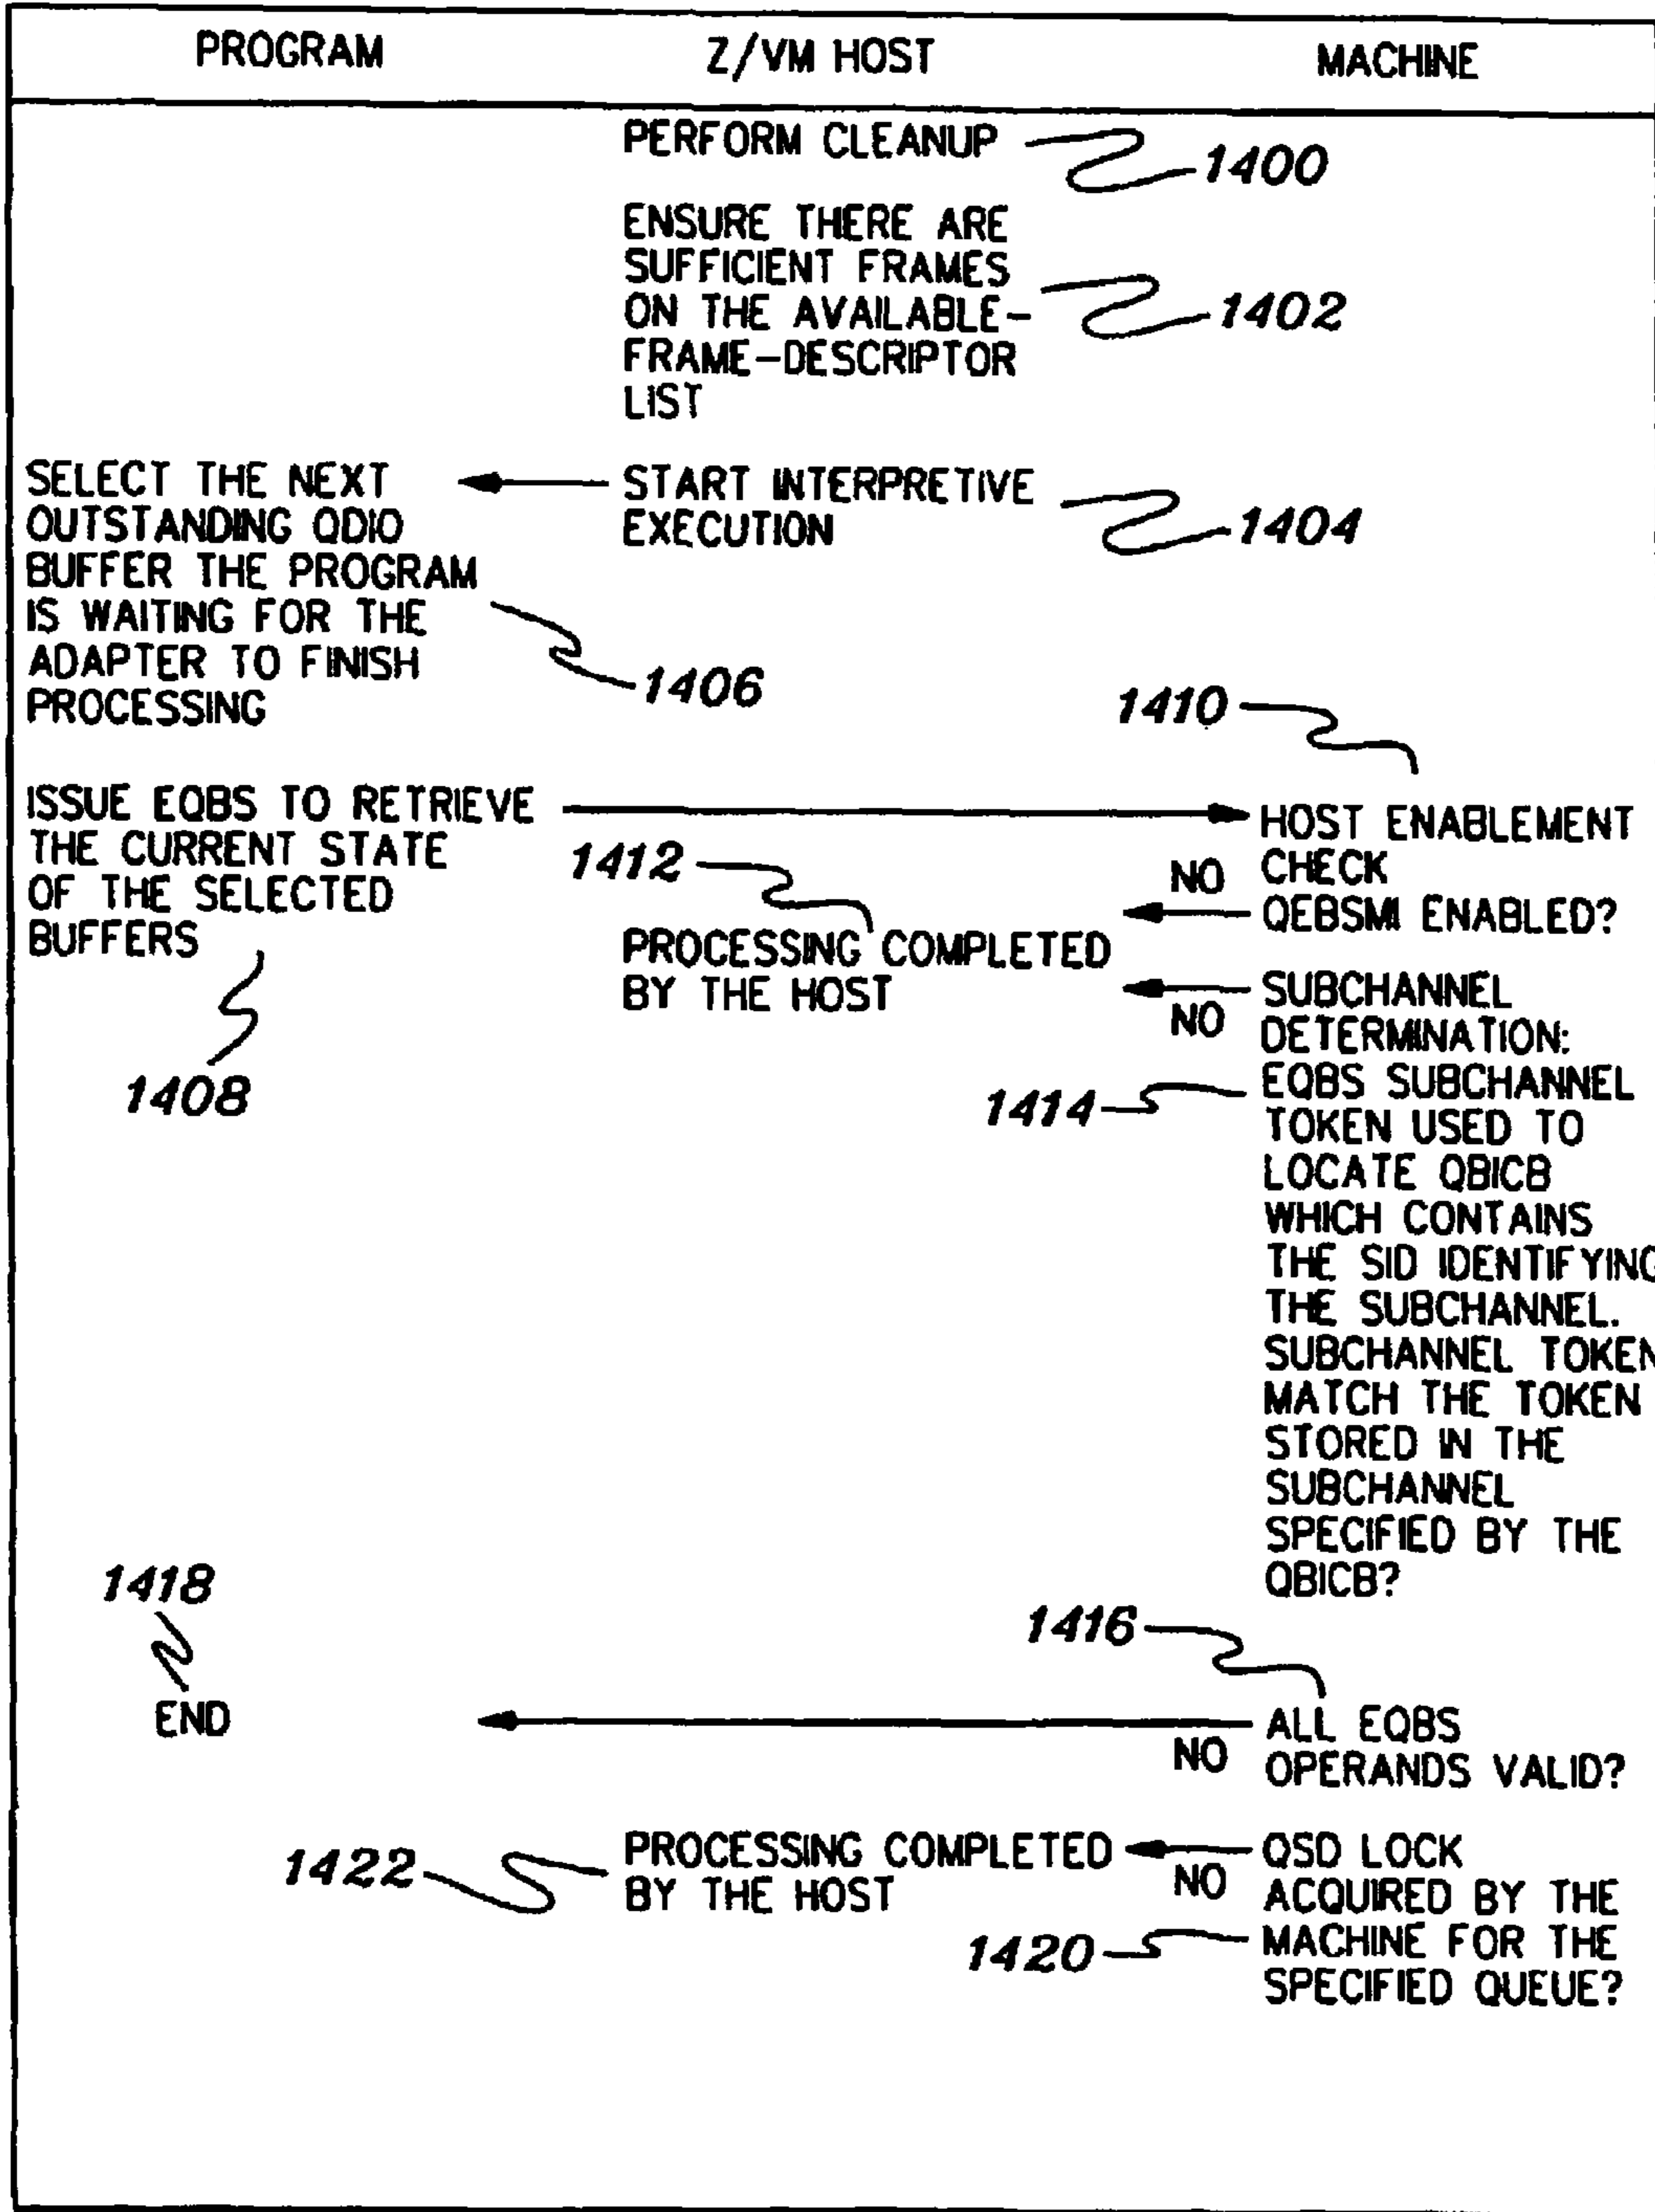 PROGRAM
Z/VM HOST
MACHINE
PERFORM CLEANUP
1400
ENSURE THERE ARE
SUFFICIENT FRAMES
ON THE AVAILABLE-
FRAME-DESCRIPTOR
LIST
1402
START INTERPRETIVE
EXECUTION
1404
SELECT THE NEXT
OUTSTANDING QDIO
BUFFER THE PROGRAM
IS WAITING FOR THE
ADAPTER TO FINISH
PROCESSING
1406
ISSUE EQBS TO RETRIEVE
THE CURRENT STATE
OF THE SELECTED
BUFFERS
1408
1410
HOST ENABLEMENT
CHECK
QEBSMI ENABLED?
NO
1412
PROCESSING COMPLETED
BY THE HOST
NO
SUBCHANNEL
DETERMINATION:
EQBS SUBCHANNEL
TOKEN USED TO
LOCATE QBICB
WHICH CONTAINS
THE SID IDENTIFYING
THE SUBCHANNEL.
SUBCHANNEL TOKEN
MATCH THE TOKEN
STORED IN THE
SUBCHANNEL
SPECIFIED BY THE
QBICB?
1414
1416
ALL EQBS
OPERANDS VALID?
NO
1418
END
QSD LOCK
ACQUIRED BY THE
MACHINE FOR THE
SPECIFIED QUEUE?
NO
1420
PROCESSING COMPLETED
BY THE HOST
1422